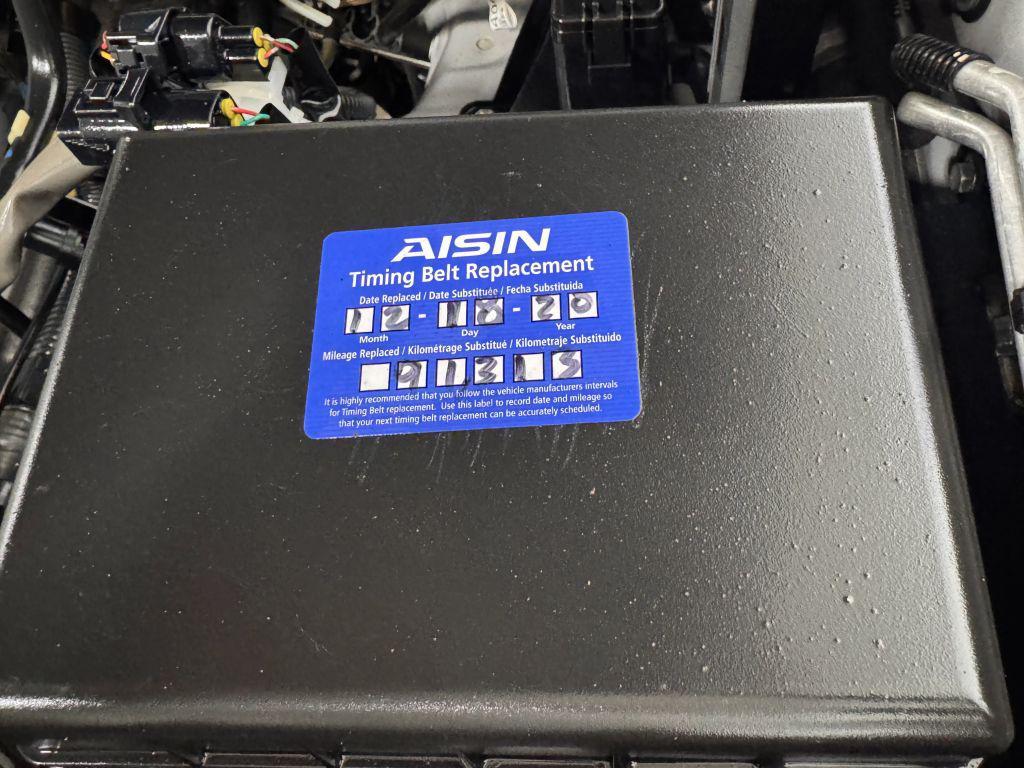 AISIN
Timing Belt Replacement
Date Replaced / Date Substituée / Fecha Substituida
12 - 18 - 20
Month Day Year
Mileage Replaced / Kilométrage Substitué / Kilometraje Substituido
91313
It is highly recommended that you follow the vehicle manufacturers intervals
for Timing Belt replacement. Use this label to record date and mileage so
that your next timing belt replacement can be accurately scheduled.